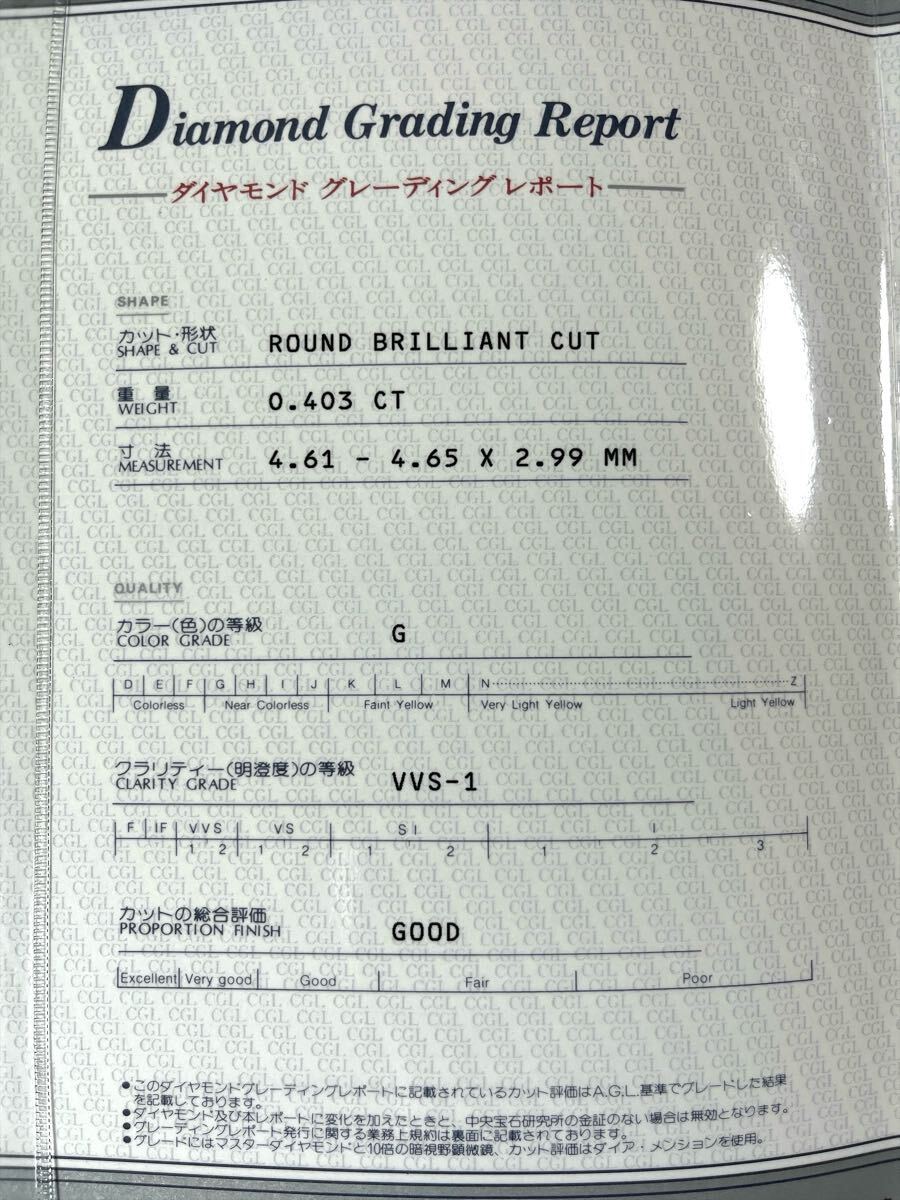 Diamond Grading Report
ダイヤモンド グレーディング レポート
SHAPE
カット・形状
SHAPE & CUT
ROUND BRILLIANT CUT
重 量
WEIGHT
0.403 CT
寸 法
MEASUREMENT
4.61 - 4.65 X 2.99 MM
QUALITY
カラー(色)の等級
COLOR GRADE
G
D E F G H I J K L M N Z
Colorless Near Colorless Faint Yellow Very Light Yellow Light Yellow
クラリティー(明澄度)の等級
CLARITY GRADE
VVS-1
F IF VVS VS SI I
1 2 1 2 1 2 1 2 3
カットの総合評価
PROPORTION FINISH
GOOD
Excellent Very good Good Fair Poor
●このダイヤモンドグレーディングレポートに記載されているカット評価はA.G.L.基準でグレードした結果
を記載しております。
●ダイヤモンド及び本レポートに変化を加えたときと、中央宝石研究所の金証のない場合は無効となります。
●グレーディングレポート発行に関する業務上規約は裏面に記載されております。
●グレードにはマスターダイヤモンドと10倍の暗視野顕微鏡、カット評価はダイア・メンションを使用。